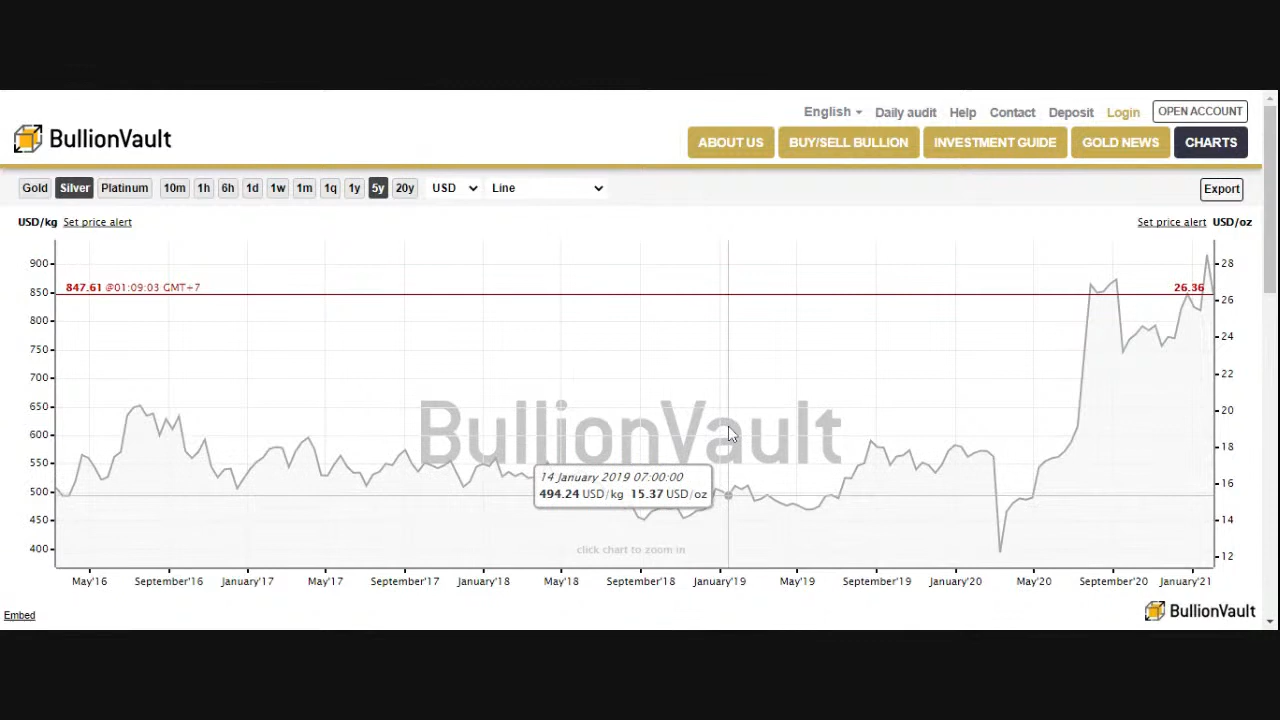 English Daily audit Help Contact Deposit Login OPEN ACCOUNT
BullionVault
ABOUT US BUY/SELL BULLION INVESTMENT GUIDE GOLD NEWS CHARTS
Gold Silver Platinum 10m 1h 6h 1d 1w 1m 1q 1y 5y 20y USD Line Export
USD/kg Set price alert Set price alert USD/oz
900 28
847.61 @01:09:03 GMT+7 26.36
850 26
800 24
750
700 22
650 20
600 18
550
500 16
450 14
400 12
BullionVault
14 January 2019 07:00:00
494.24 USD/kg 15.37 USD/oz
click chart to zoom in
May'16 September'16 January'17 May'17 September'17 January'18 May'18 September'18 January'19 May'19 September'19 January'20 May'20 September'20 January'21
Embed
BullionVault